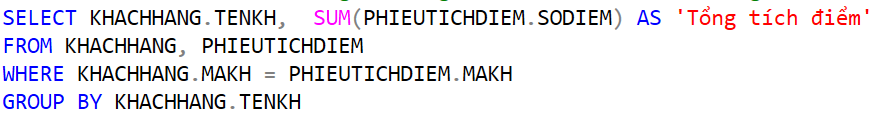 SELECT KHACHHANG.TENKH,  SUM(PHIEUTICHDIEM.SODIEM) AS 'Tổng tích điểm'
FROM KHACHHANG, PHIEUTICHDIEM
WHERE KHACHHANG.MAKH = PHIEUTICHDIEM.MAKH
GROUP BY KHACHHANG.TENKH